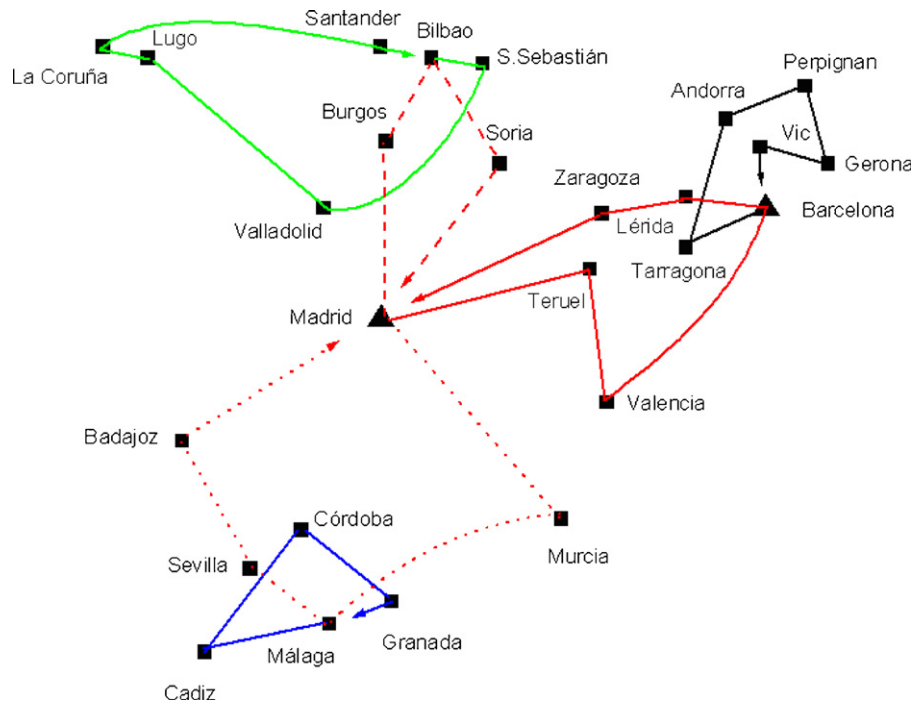 Santander
Bilbao
Lugo
La Coruña
S.Sebastián
Perpignan
Andorra
Burgos
Soria
Vic
Gerona
Zaragoza
Barcelona
Valladolid
Lérida
Tarragona
Teruel
Madrid
Valencia
Badajoz
Córdoba
Murcia
Sevilla
Granada
Málaga
Cadiz